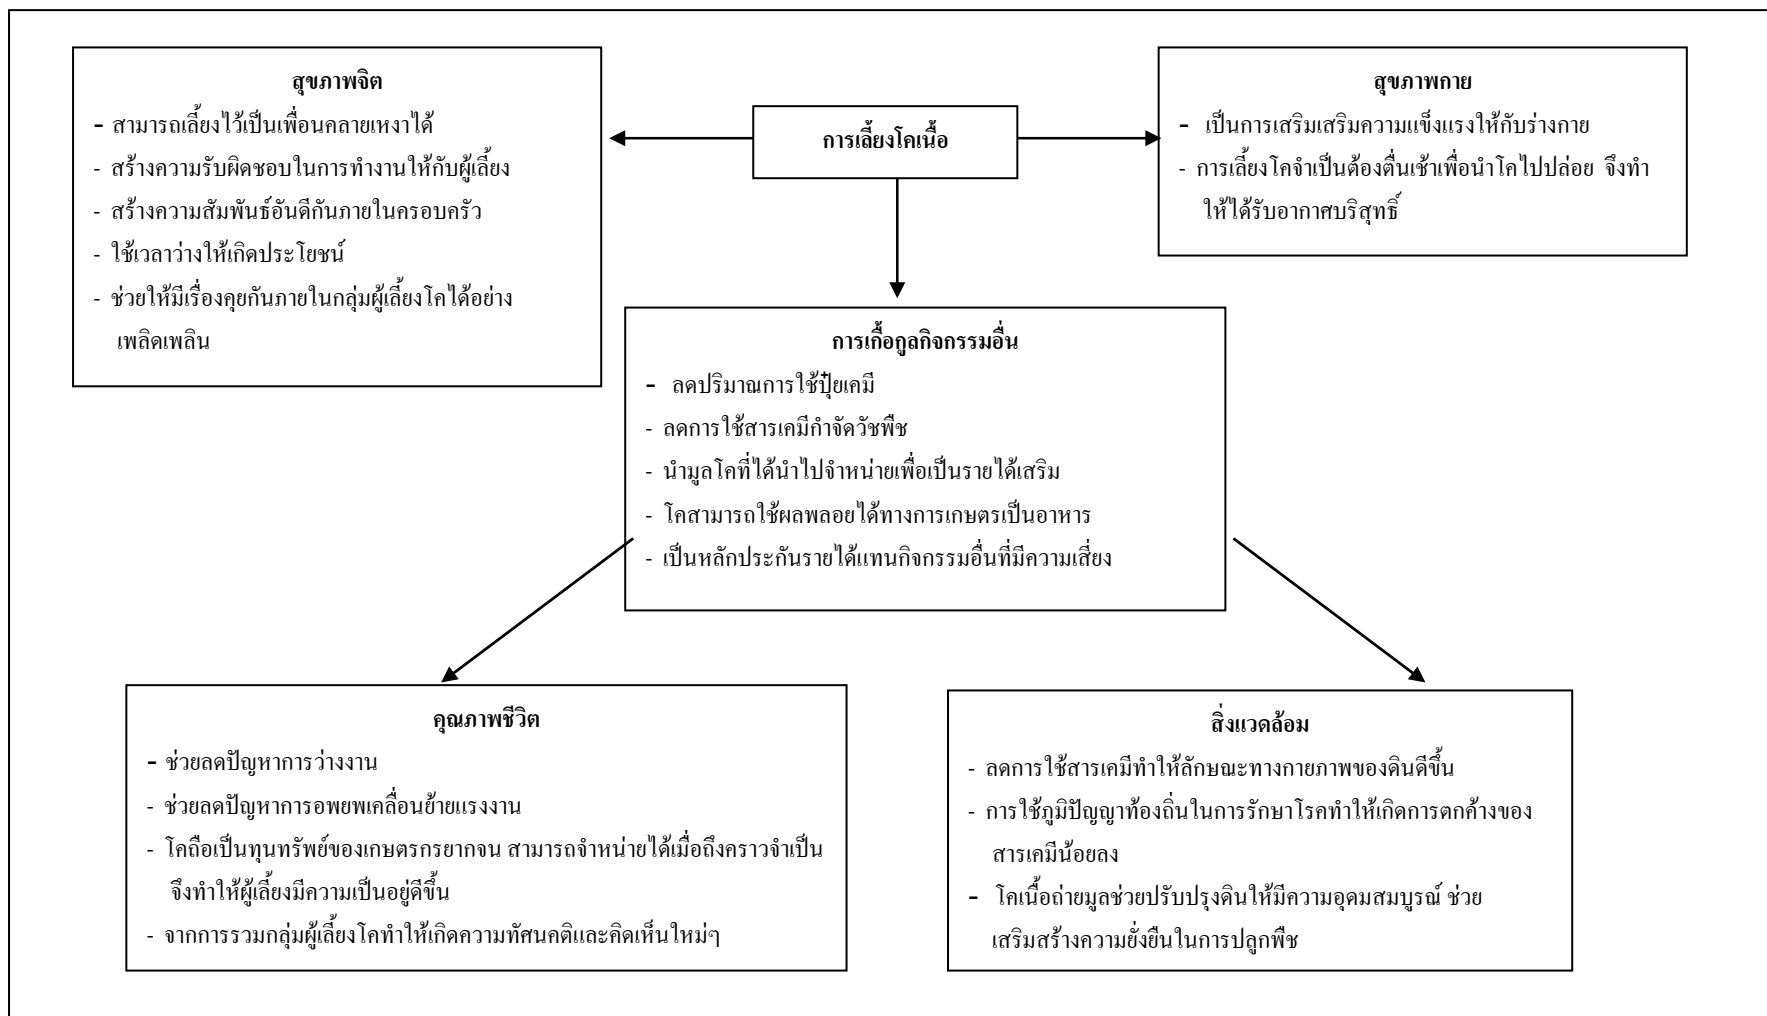 สุขภาพจิต
- สามารถเลี้ยงไว้เป็นเพื่อนคลายเหงาได้
- สร้างความรับผิดชอบในการทำงานให้กับผู้เลี้ยง
- สร้างความสัมพันธ์อันดีกันภายในครอบครัว
- ใช้เวลาว่างให้เกิดประโยชน์
- ช่วยให้มีเรื่องคุยกันภายในกลุ่มผู้เลี้ยงโคได้อย่าง
เพลิดเพลิน
การเลี้ยงโคเนื้อ
สุขภาพกาย
- เป็นการเสริมเสริมความแข็งแรงให้กับร่างกาย
- การเลี้ยงโคจำเป็นต้องตื่นเช้าเพื่อนำโคไปปล่อย จึงทำ
ให้ได้รับอากาศบริสุทธิ์
การเกื้อกูลกิจกรรมอื่น
- ลดปริมาณการใช้ปุ๋ยเคมี
- ลดการใช้สารเคมีกำจัดวัชพืช
- นำมูลโคที่ได้นำไปจำหน่ายเพื่อเป็นรายได้เสริม
- โคสามารถใช้ผลพลอยได้ทางการเกษตรเป็นอาหาร
- เป็นหลักประกันรายได้แทนกิจกรรมอื่นที่มีความเสี่ยง
คุณภาพชีวิต
- ช่วยลดปัญหาการว่างงาน
- ช่วยลดปัญหาการอพยพเคลื่อนย้ายแรงงาน
- โคถือเป็นทุนทรัพย์ของเกษตรกรยากจน สามารถจำหน่ายได้เมื่อถึงคราวจำเป็น
จึงทำให้ผู้เลี้ยงมีความเป็นอยู่ดีขึ้น
- จากการรวมกลุ่มผู้เลี้ยงโคทำให้เกิดความทัศนคติและคิดเห็นใหม่ๆ
สิ่งแวดล้อม
- ลดการใช้สารเคมีทำให้ลักษณะทางกายภาพของดินดีขึ้น
- การใช้ภูมิปัญญาท้องถิ่นในการรักษาโรคทำให้เกิดการตกค้างของ
สารเคมีน้อยลง
- โคเนื้อถ่ายมูลช่วยปรับปรุงดินให้มีความอุดมสมบูรณ์ ช่วย
เสริมสร้างความยั่งยืนในการปลูกพืช